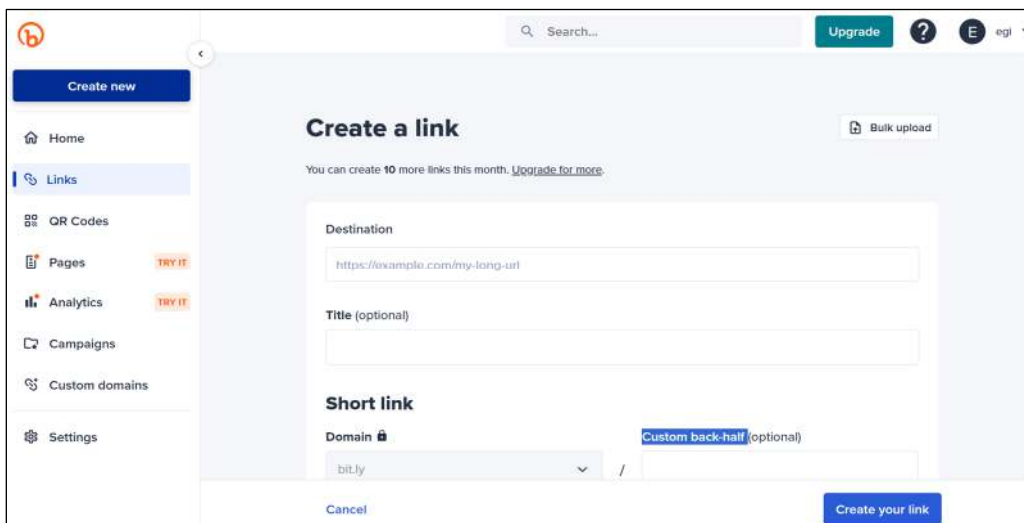 b
Search...
Upgrade
?
E
egi
Create new
Home
Links
QR Codes
Pages
TRY IT
Analytics
TRY IT
Campaigns
Custom domains
Settings
Create a link
Bulk upload
You can create 10 more links this month. Upgrade for more.
Destination
https://example.com/my-long-url
Title (optional)
Short link
Domain
Custom back-half (optional)
bit.ly
/
Cancel
Create your link